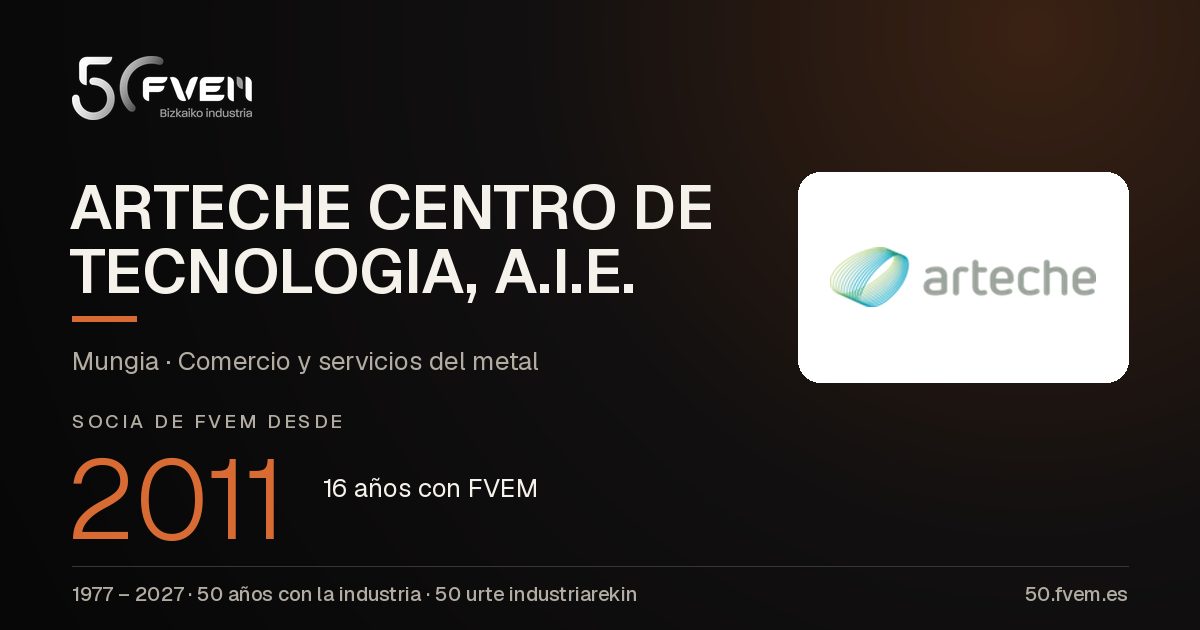 50 FVEM
Bizkaiko industria
ARTECHE CENTRO DE
TECNOLOGIA, A.I.E.
arteche
Mungia · Comercio y servicios del metal
SOCIA DE FVEM DESDE
2011
16 años con FVEM
1977 – 2027 · 50 años con la industria · 50 urte industriarekin
50.fvem.es